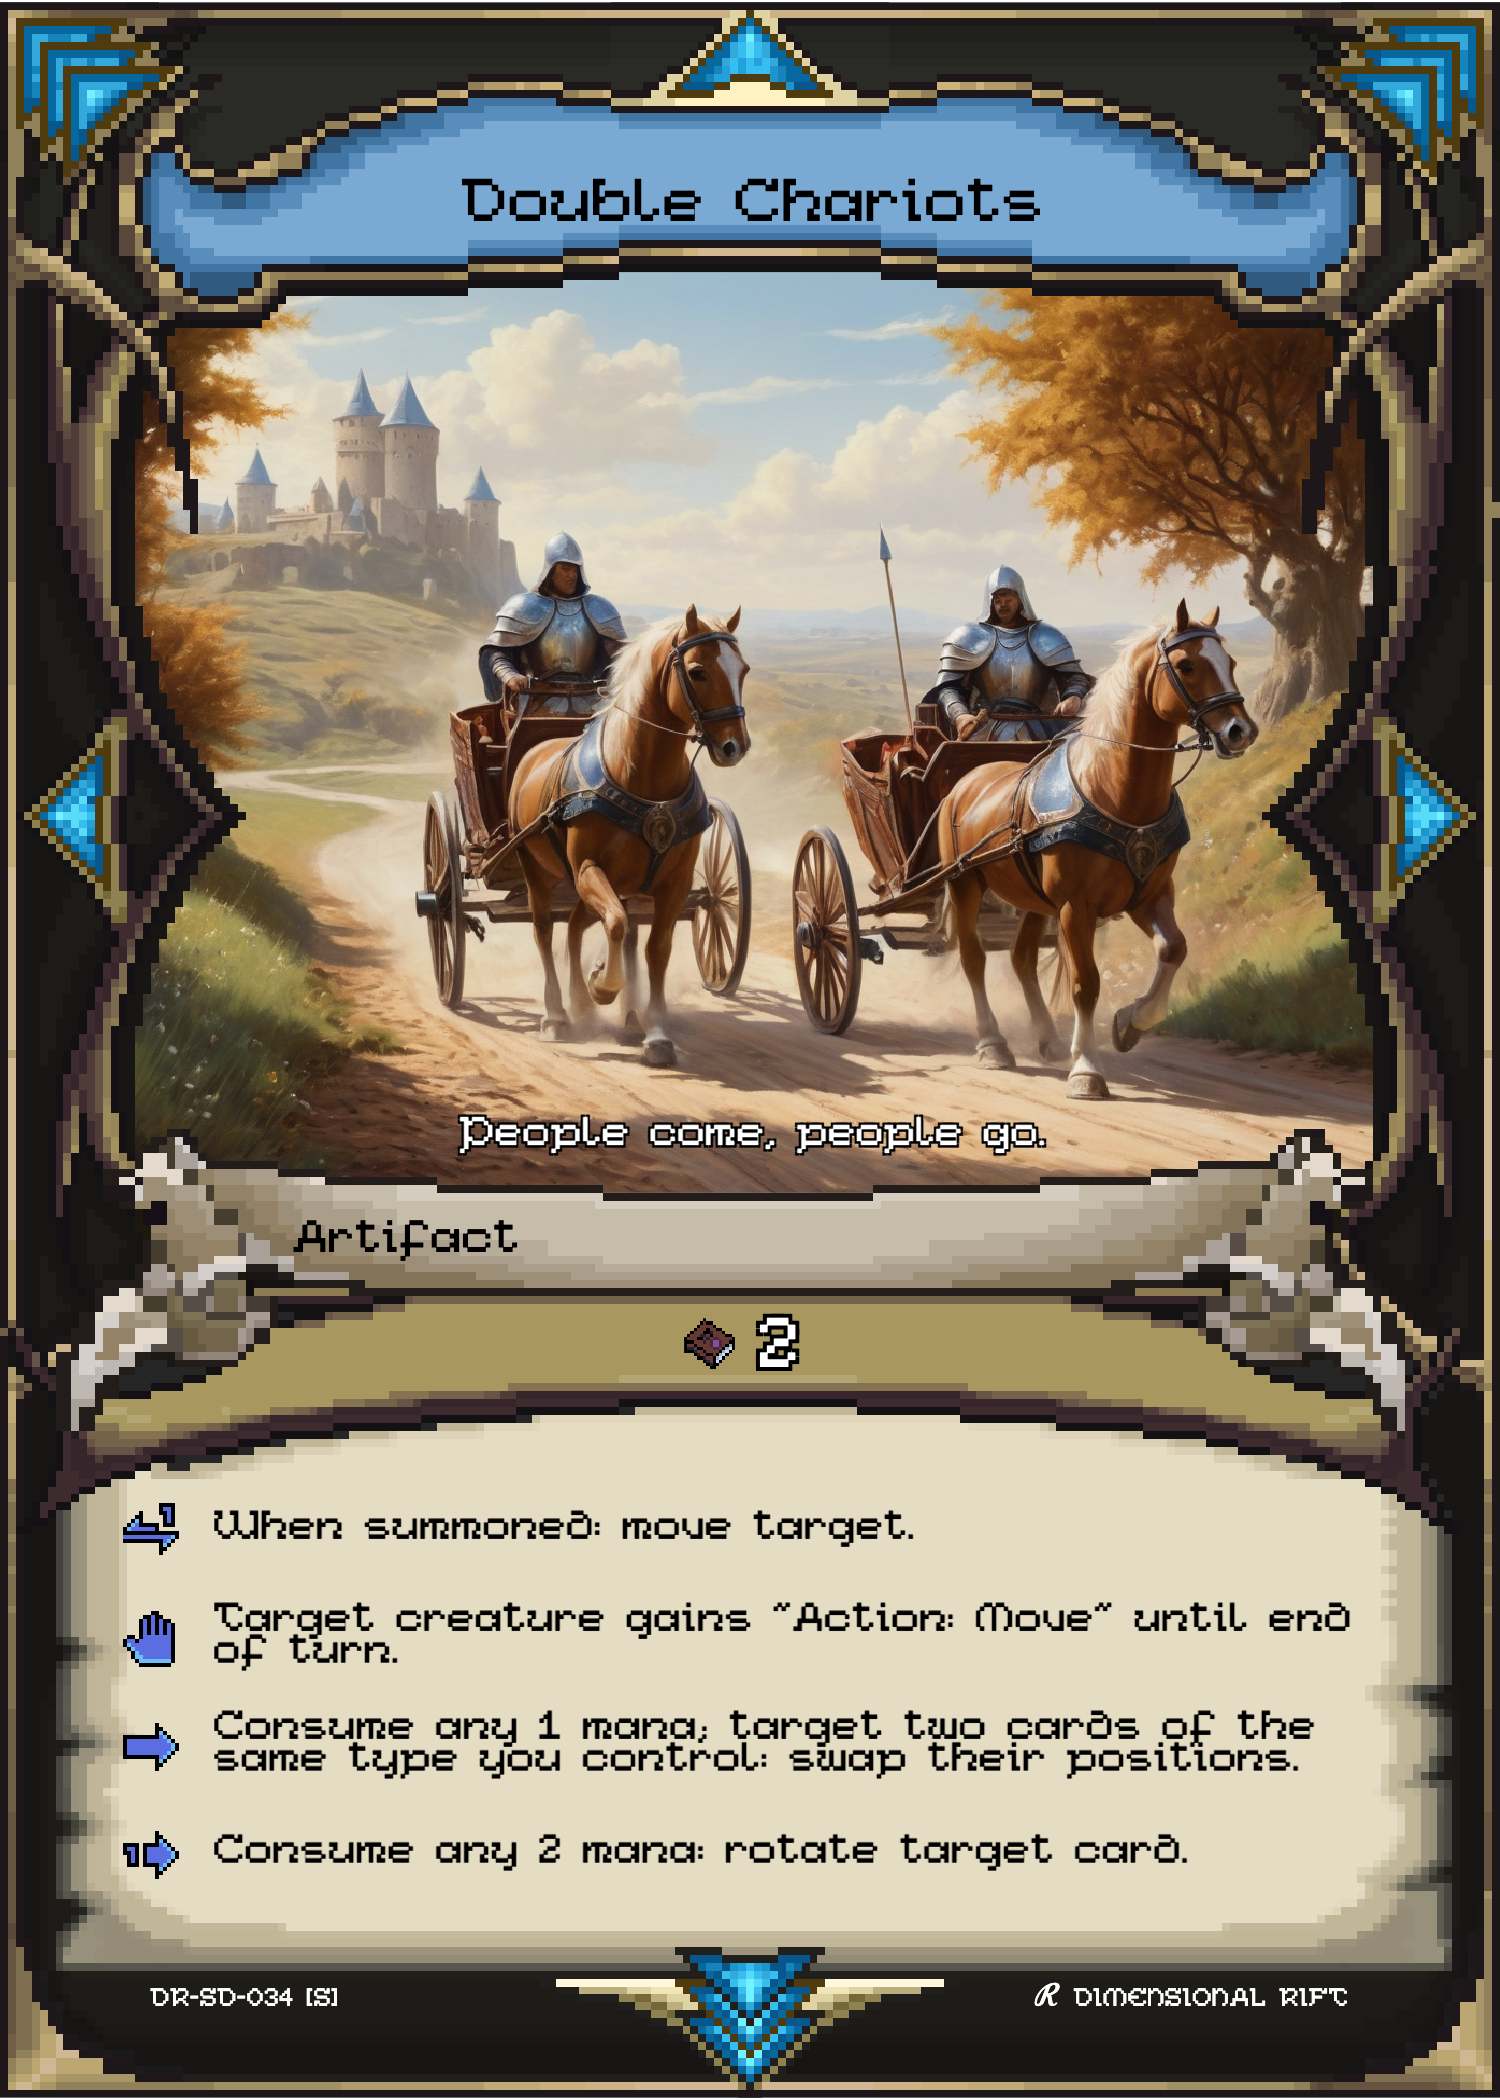 Double Chariots
People come, people go.
Artifact
2
1
When summoned: move target.
Target creature gains "Action: Move" until end
of turn.
Consume any 1 mana; target two cards of the
same type you control: swap their positions.
1
Consume any 2 mana: rotate target card.
DR-SD-034 [S]
R DIMENSIONAL RIFT